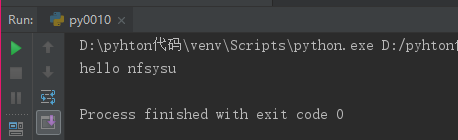 Run: py0010
D:\pyhton代码\venv\Scripts\python.exe D:/pyhton
hello nfsysu
Process finished with exit code 0